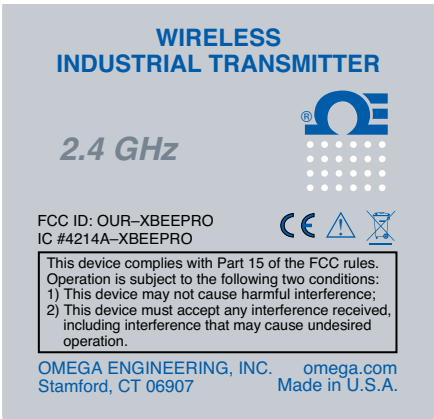 WIRELESS
INDUSTRIAL TRANSMITTER
®
2.4 GHz
FCC ID: OUR–XBEEPRO
IC #4214A–XBEEPRO
CE
This device complies with Part 15 of the FCC rules.
Operation is subject to the following two conditions:
1) This device may not cause harmful interference;
2) This device must accept any interference received,
including interference that may cause undesired
operation.
OMEGA ENGINEERING, INC. omega.com
Stamford, CT 06907 Made in U.S.A.